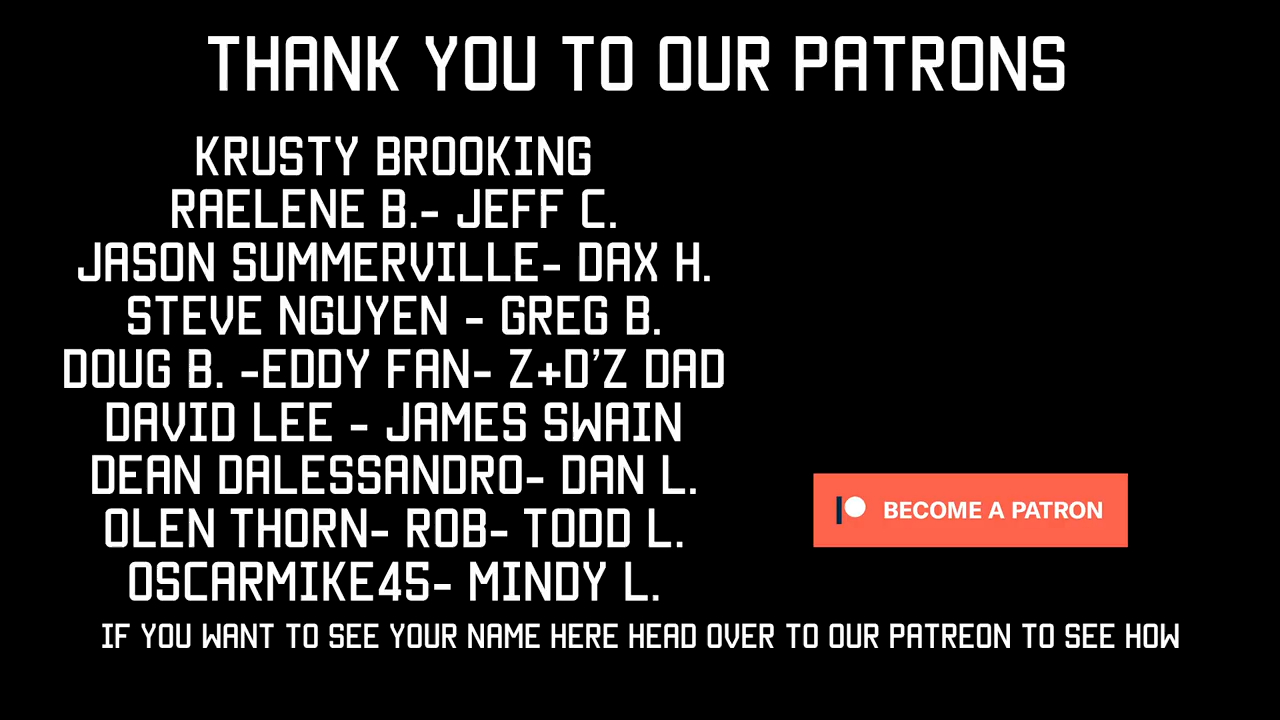 THANK YOU TO OUR PATRONS
KRUSTY BROOKING
RAELENE B.- JEFF C.
JASON SUMMERVILLE- DAX H.
STEVE NGUYEN - GREG B.
DOUG B. -EDDY FAN- Z+D'Z DAD
DAVID LEE - JAMES SWAIN
DEAN DALESSANDRO- DAN L.
OLEN THORN- ROB- TODD L.
OSCARMIKE45- MINDY L.
BECOME A PATRON
IF YOU WANT TO SEE YOUR NAME HERE HEAD OVER TO OUR PATREON TO SEE HOW